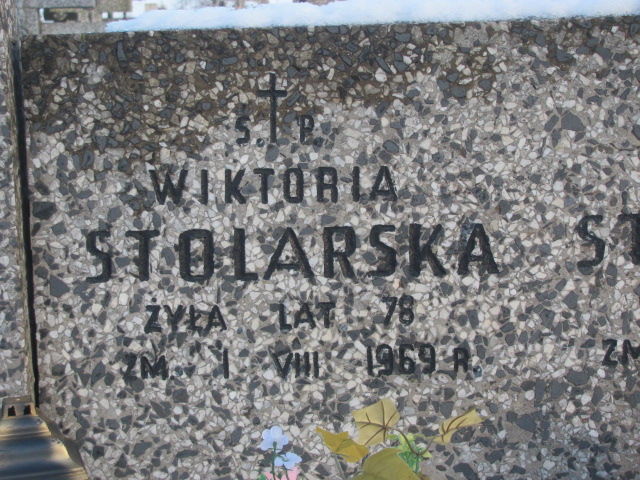 Ś. P.
WIKTORIA
STOLARSKA
ŻYŁA LAT 78
ZM. 1 VIII 1969 R.